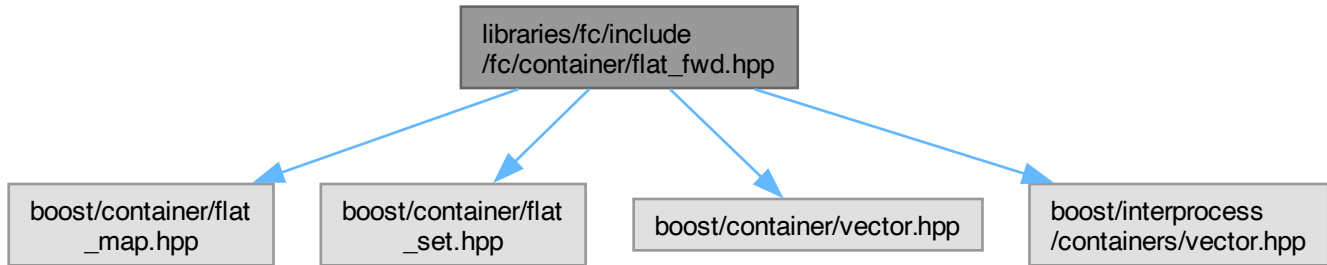 libraries/fc/include
/fc/container/flat_fwd.hpp
boost/container/flat
_map.hpp
boost/container/flat
_set.hpp
boost/container/vector.hpp
boost/interprocess
/containers/vector.hpp